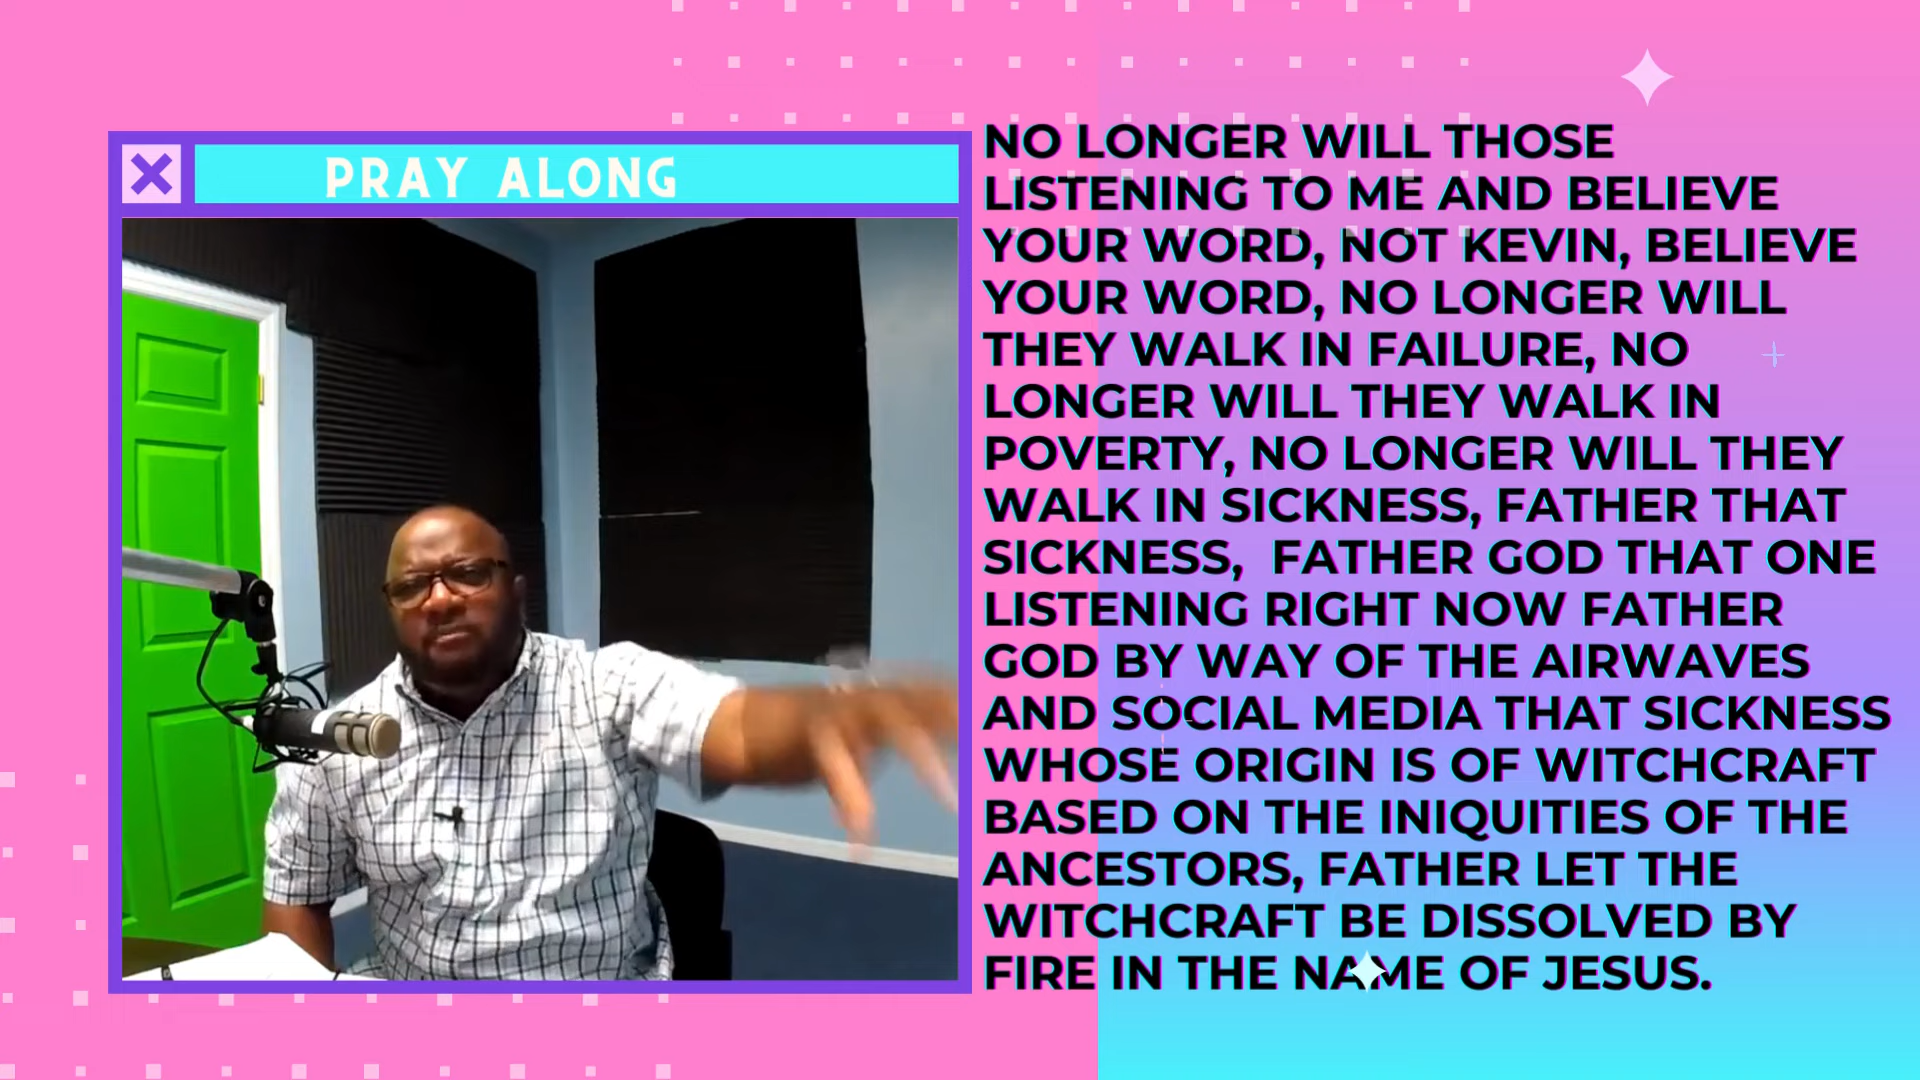 PRAY ALONG
NO LONGER WILL THOSE
LISTENING TO ME AND BELIEVE
YOUR WORD, NOT KEVIN, BELIEVE
YOUR WORD, NO LONGER WILL
THEY WALK IN FAILURE, NO
LONGER WILL THEY WALK IN
POVERTY, NO LONGER WILL THEY
WALK IN SICKNESS, FATHER THAT
SICKNESS,  FATHER GOD THAT ONE
LISTENING RIGHT NOW FATHER
GOD BY WAY OF THE AIRWAVES
AND SOCIAL MEDIA THAT SICKNESS
WHOSE ORIGIN IS OF WITCHCRAFT
BASED ON THE INIQUITIES OF THE
ANCESTORS, FATHER LET THE
WITCHCRAFT BE DISSOLVED BY
FIRE IN THE NAME OF JESUS.